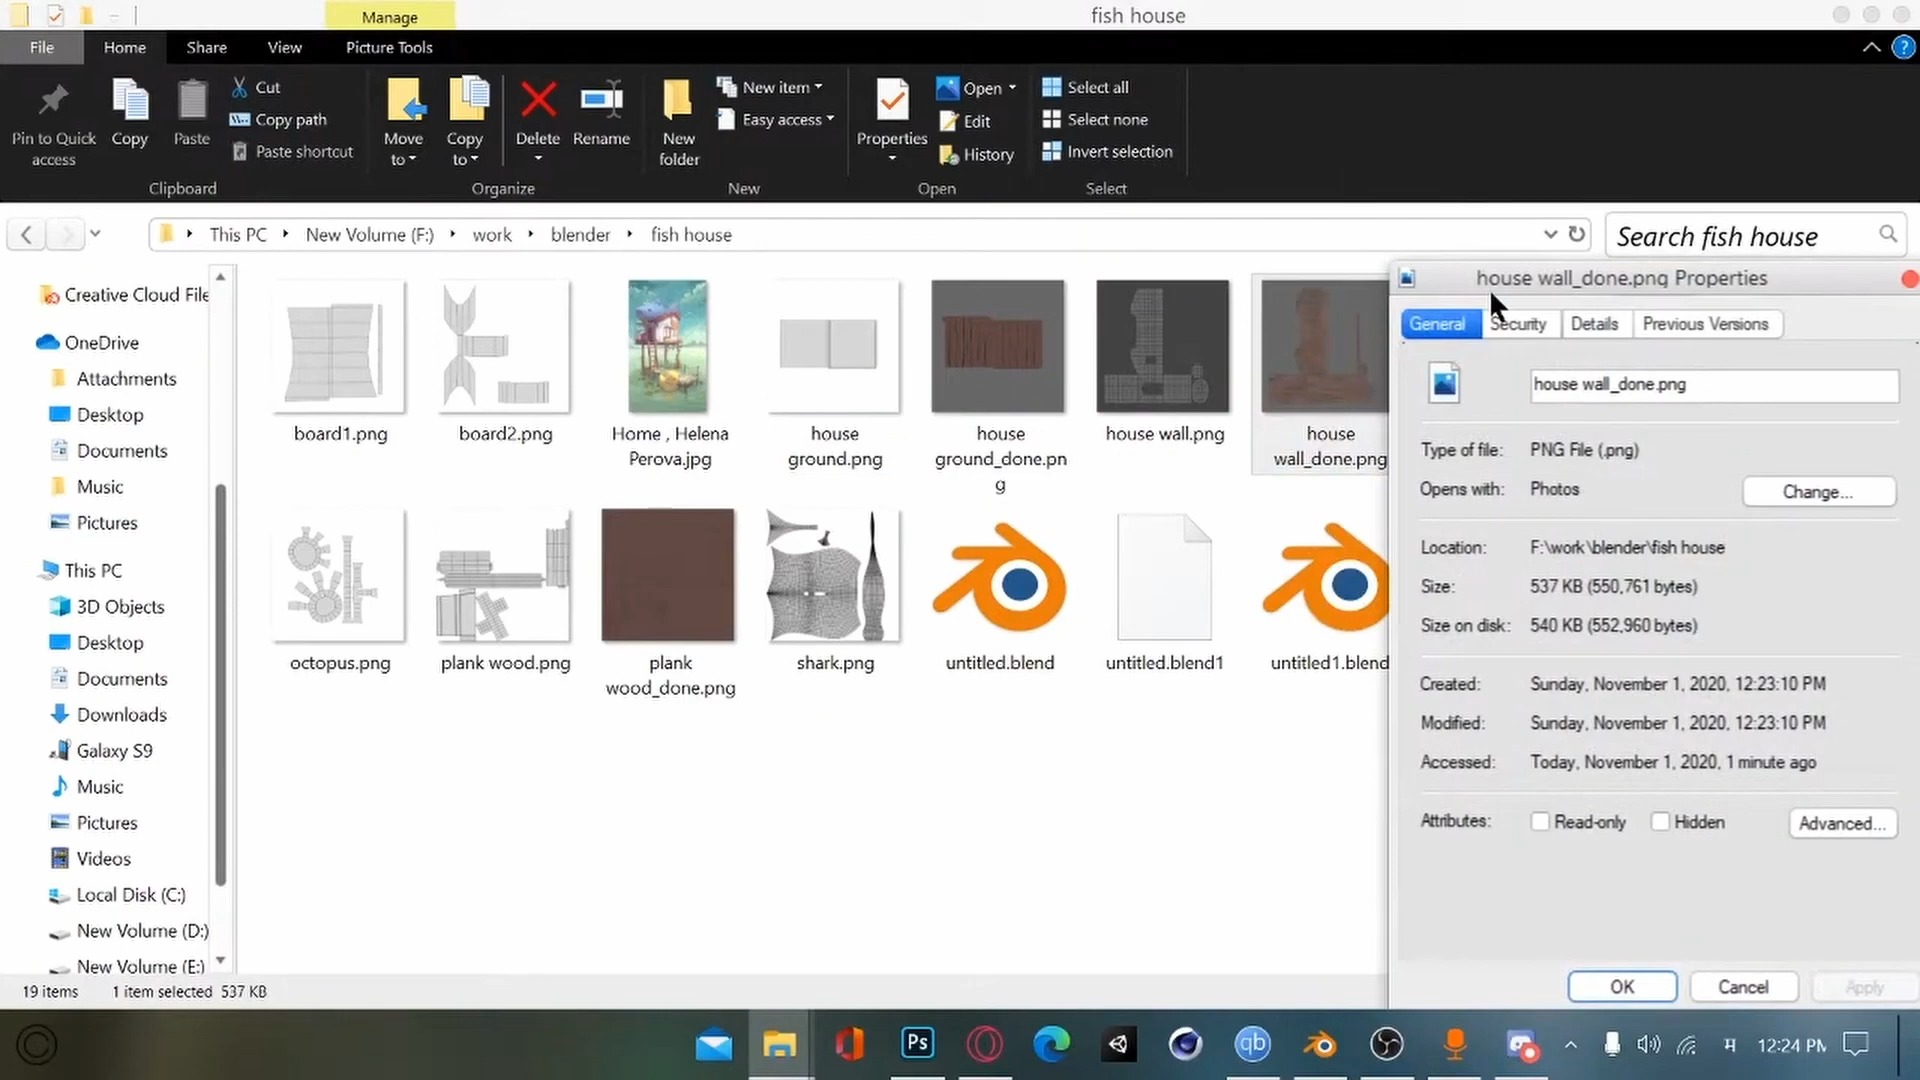 Manage
fish house
File
Home
Share
View
Picture Tools
Pin to Quick
access
Copy
Paste
Cut
Copy path
Paste shortcut
Clipboard
Move
to
Copy
to
Delete
Rename
Organize
New
folder
New item
Easy access
New
Properties
Open
Edit
History
Open
Select all
Select none
Invert selection
Select
This PC
New Volume (F:)
work
blender
fish house
Search fish house
Creative Cloud File
OneDrive
Attachments
Desktop
Documents
Music
Pictures
This PC
3D Objects
Desktop
Documents
Downloads
Galaxy S9
Music
Pictures
Videos
Local Disk (C:)
New Volume (D:)
New Volume (E:)
board1.png
board2.png
Home , Helena
Perova.jpg
house
ground.png
house
ground_done.pn
g
house wall.png
house
wall_done.png
octopus.png
plank wood.png
plank
wood_done.png
shark.png
untitled.blend
untitled.blend1
untitled1.blend
house wall_done.png Properties
General
Security
Details
Previous Versions
house wall_done.png
Type of file: PNG File (.png)
Opens with: Photos
Change...
Location: F:\work\blender\fish house
Size: 537 KB (550,761 bytes)
Size on disk: 540 KB (552,960 bytes)
Created: Sunday, November 1, 2020, 12:23:10 PM
Modified: Sunday, November 1, 2020, 12:23:10 PM
Accessed: Today, November 1, 2020, 1 minute ago
Attributes:
Read-only
Hidden
Advanced...
OK
Cancel
Apply
19 items
1 item selected 537 KB
Ps
qb
12:24 PM